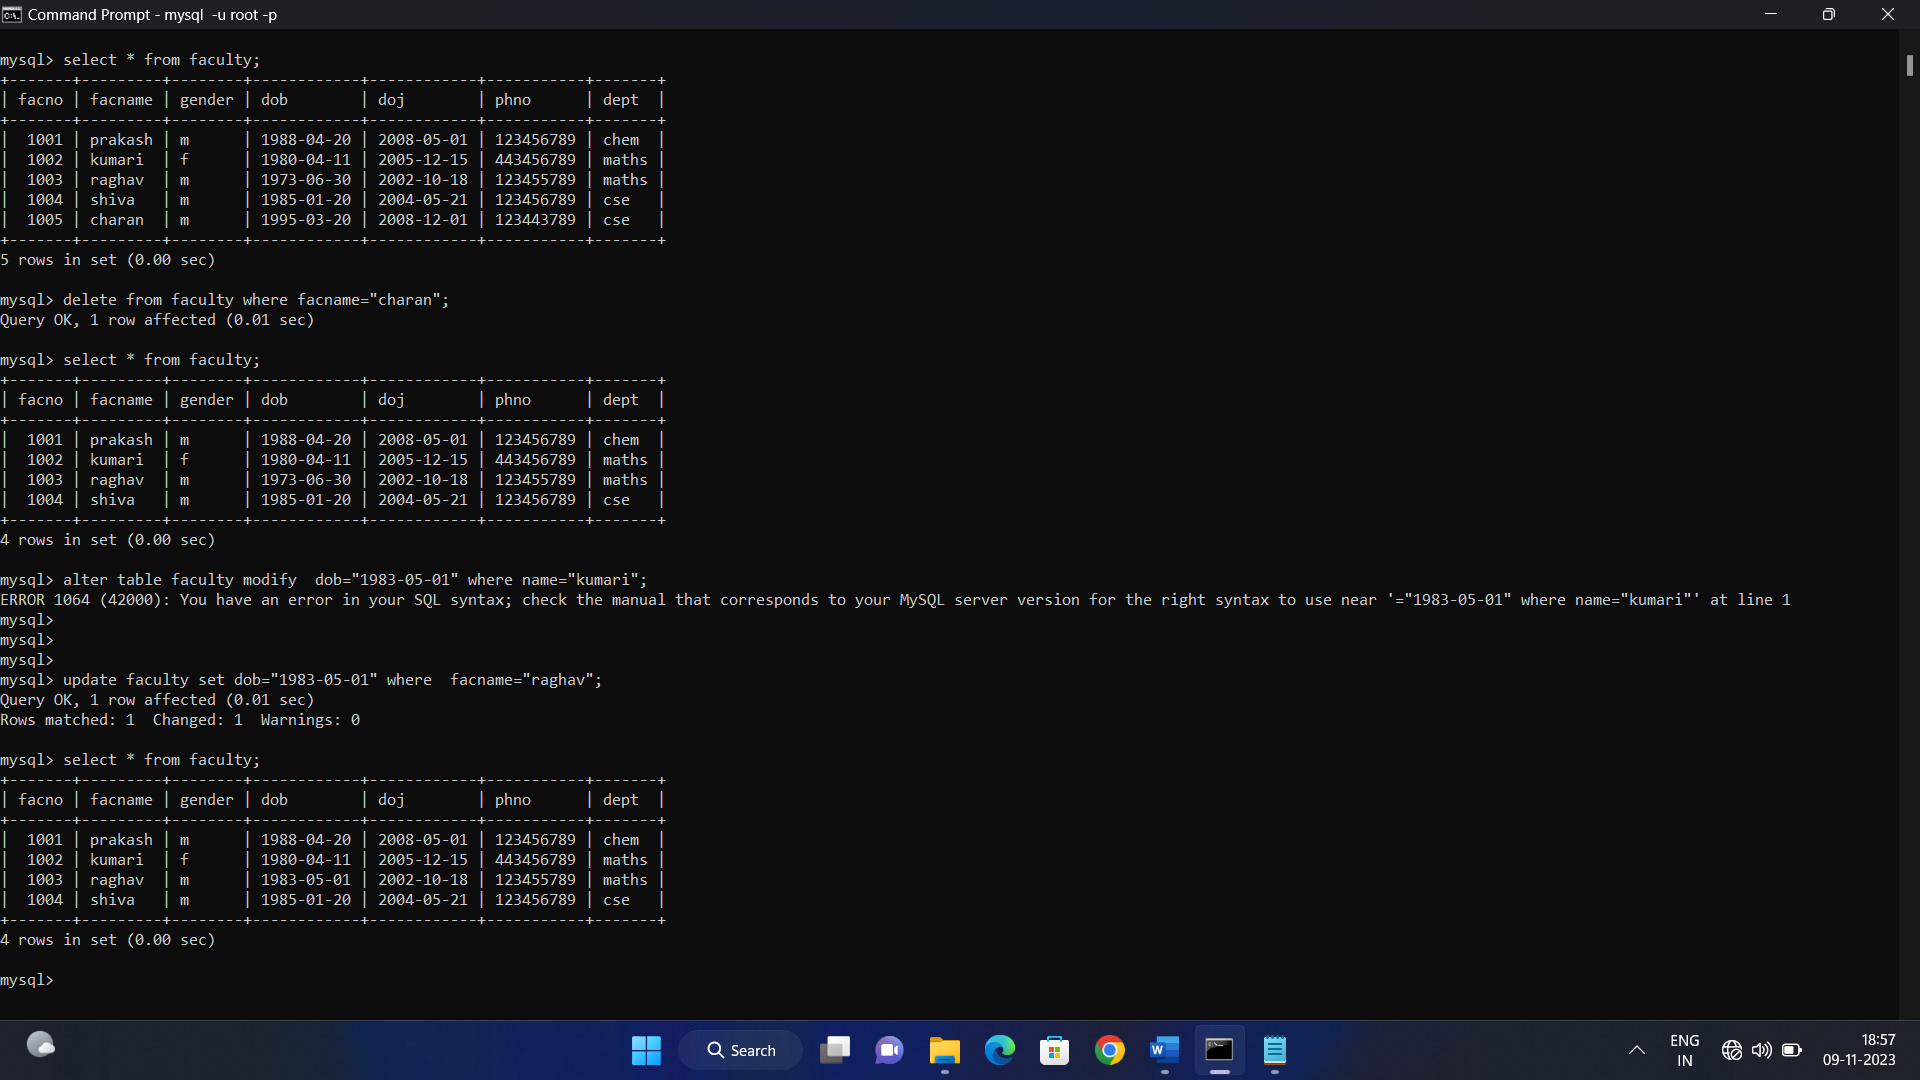 Command Prompt - mysql  -u root -p
mysql> select * from faculty;
+-------+---------+--------+------------+------------+-----------+-------+
| facno | facname | gender | dob        | doj        | phno      | dept  |
+-------+---------+--------+------------+------------+-----------+-------+
|  1001 | prakash | m      | 1988-04-20 | 2008-05-01 | 123456789 | chem  |
|  1002 | kumari  | f      | 1980-04-11 | 2005-12-15 | 443456789 | maths |
|  1003 | raghav  | m      | 1973-06-30 | 2002-10-18 | 123455789 | maths |
|  1004 | shiva   | m      | 1985-01-20 | 2004-05-21 | 123456789 | cse   |
|  1005 | charan  | m      | 1995-03-20 | 2008-12-01 | 123443789 | cse   |
+-------+---------+--------+------------+------------+-----------+-------+
5 rows in set (0.00 sec)
mysql> delete from faculty where facname="charan";
Query OK, 1 row affected (0.01 sec)
mysql> select * from faculty;
+-------+---------+--------+------------+------------+-----------+-------+
| facno | facname | gender | dob        | doj        | phno      | dept  |
+-------+---------+--------+------------+------------+-----------+-------+
|  1001 | prakash | m      | 1988-04-20 | 2008-05-01 | 123456789 | chem  |
|  1002 | kumari  | f      | 1980-04-11 | 2005-12-15 | 443456789 | maths |
|  1003 | raghav  | m      | 1973-06-30 | 2002-10-18 | 123455789 | maths |
|  1004 | shiva   | m      | 1985-01-20 | 2004-05-21 | 123456789 | cse   |
+-------+---------+--------+------------+------------+-----------+-------+
4 rows in set (0.00 sec)
mysql> alter table faculty modify  dob="1983-05-01" where name="kumari";
ERROR 1064 (42000): You have an error in your SQL syntax; check the manual that corresponds to your MySQL server version for the right syntax to use near '="1983-05-01" where name="kumari"' at line 1
mysql>
mysql>
mysql>
mysql> update faculty set dob="1983-05-01" where  facname="raghav";
Query OK, 1 row affected (0.01 sec)
Rows matched: 1  Changed: 1  Warnings: 0
mysql> select * from faculty;
+-------+---------+--------+------------+------------+-----------+-------+
| facno | facname | gender | dob        | doj        | phno      | dept  |
+-------+---------+--------+------------+------------+-----------+-------+
|  1001 | prakash | m      | 1988-04-20 | 2008-05-01 | 123456789 | chem  |
|  1002 | kumari  | f      | 1980-04-11 | 2005-12-15 | 443456789 | maths |
|  1003 | raghav  | m      | 1983-05-01 | 2002-10-18 | 123455789 | maths |
|  1004 | shiva   | m      | 1985-01-20 | 2004-05-21 | 123456789 | cse   |
+-------+---------+--------+------------+------------+-----------+-------+
4 rows in set (0.00 sec)
mysql>
Search
ENG
IN
18:57
09-11-2023